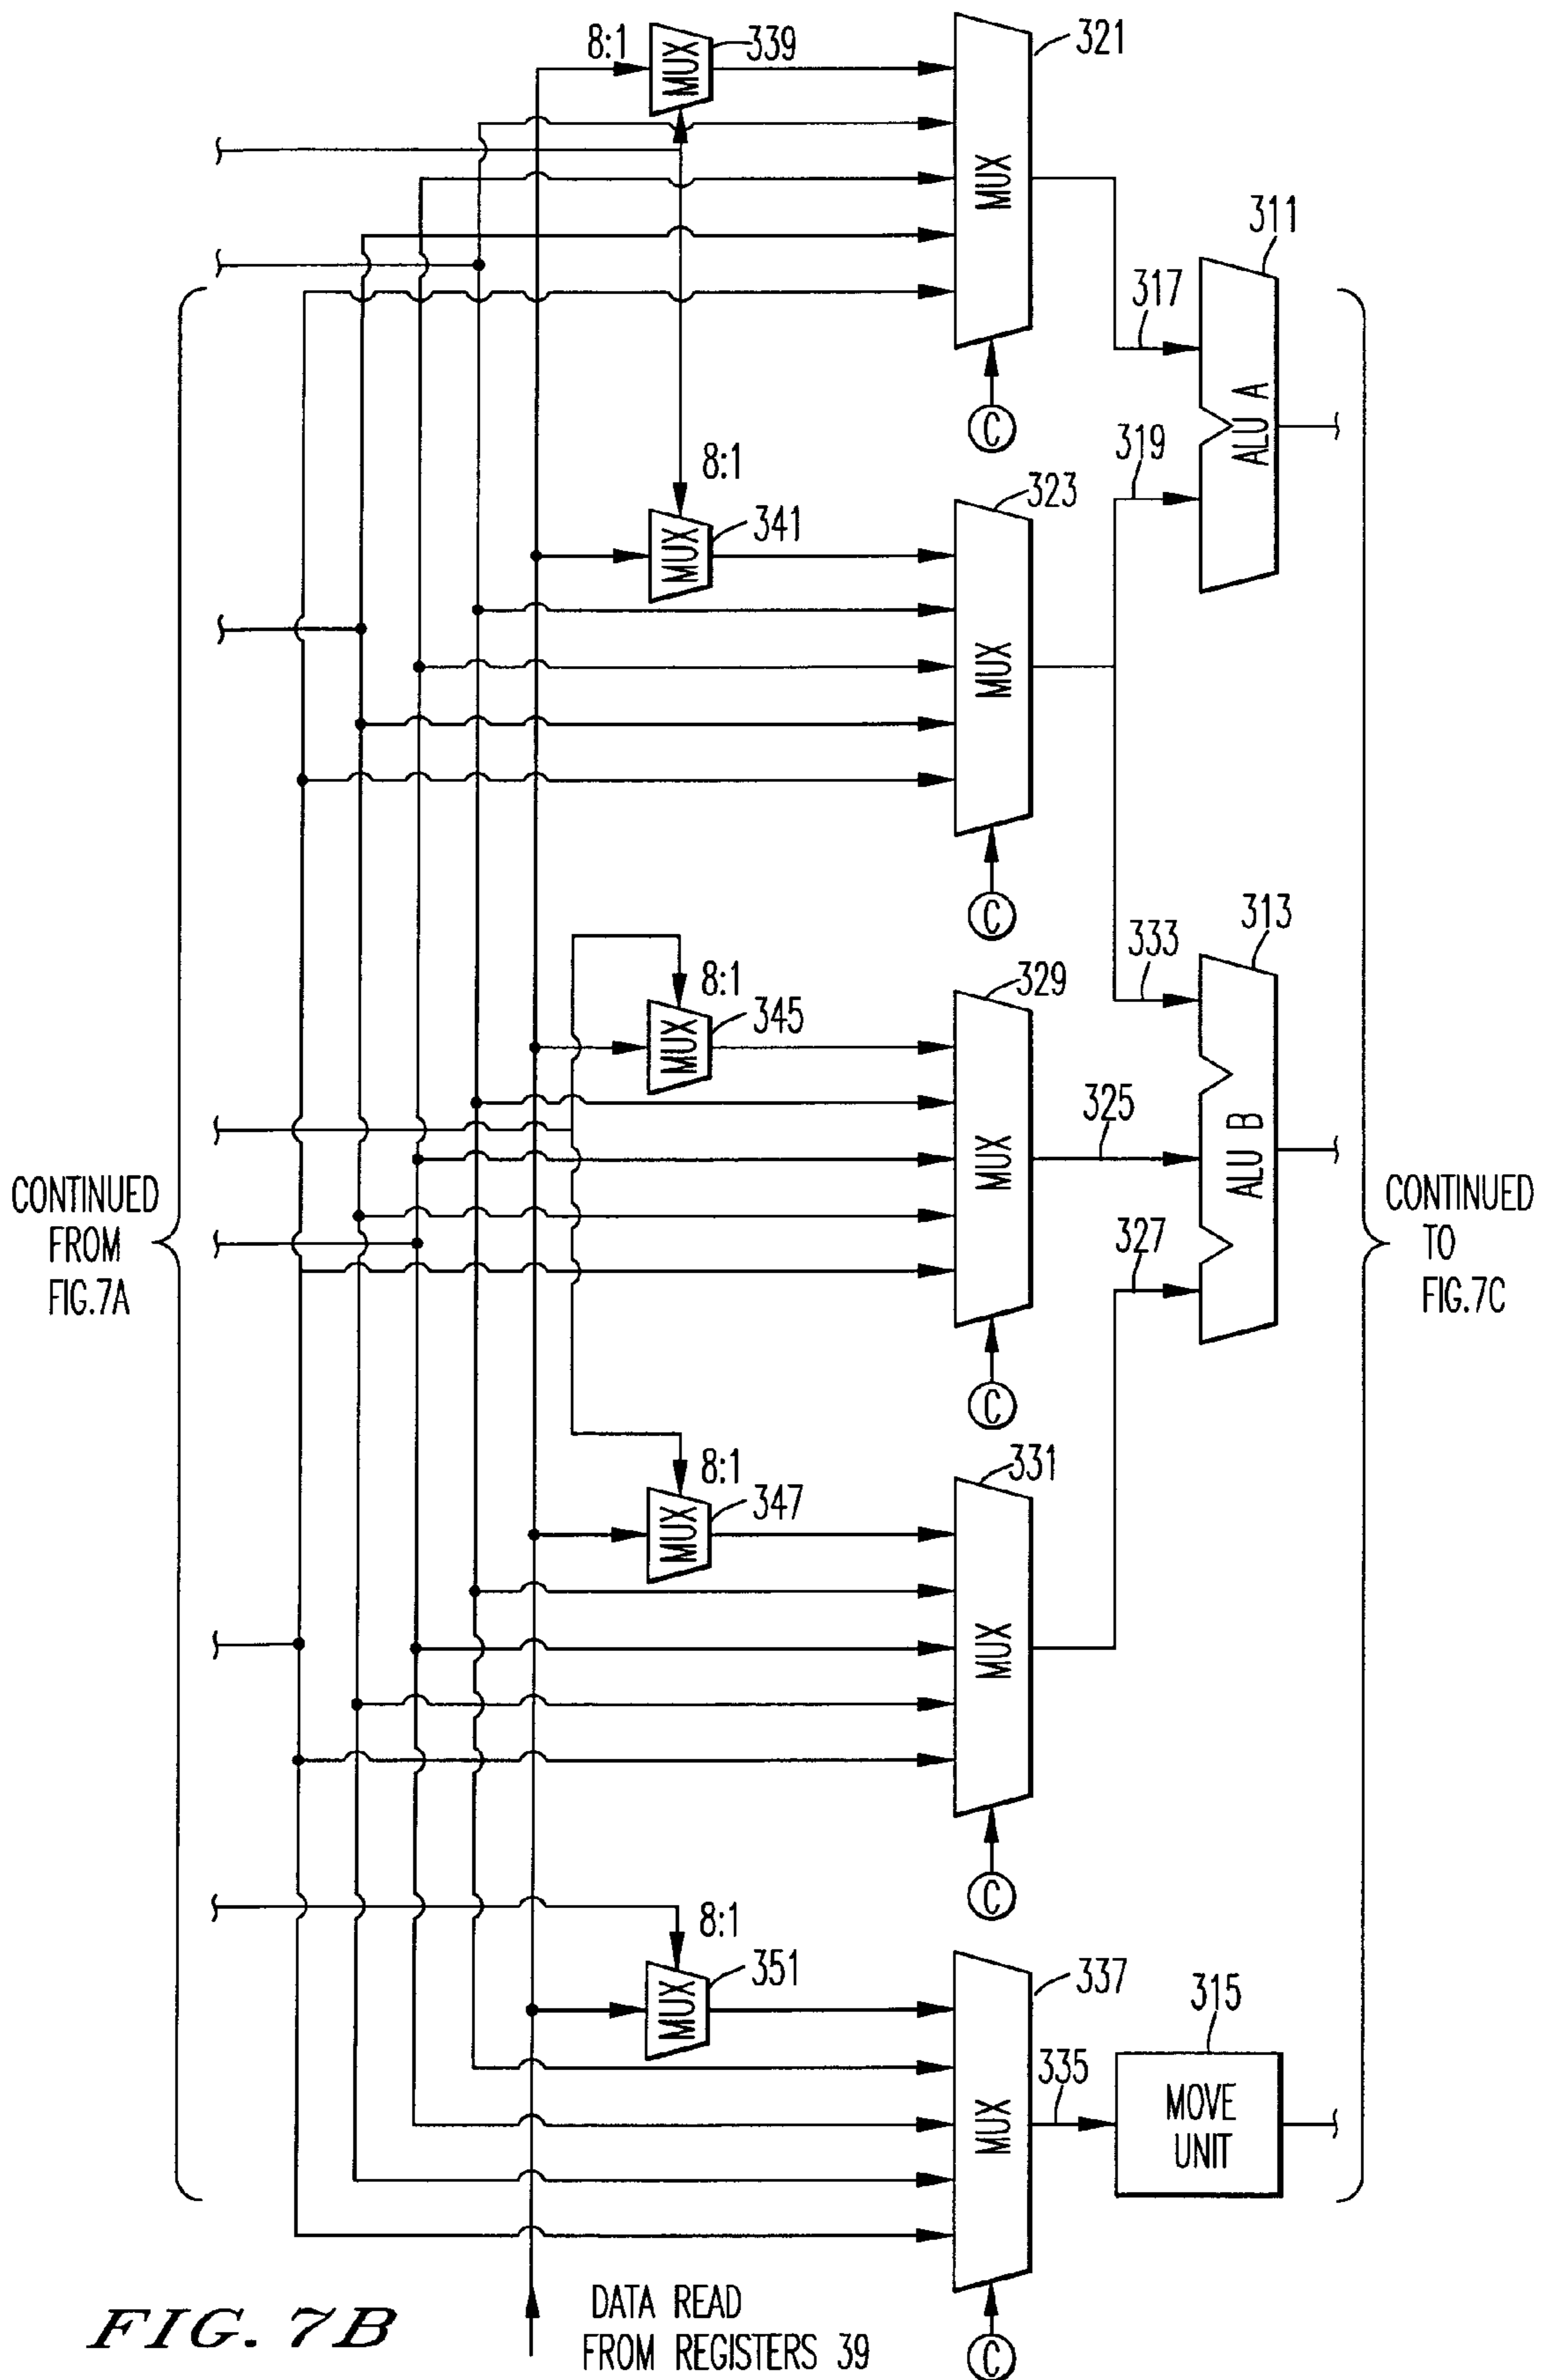 8:1
MUX
339
321
MUX
311
317
ALU A
C
319
8:1
323
MUX
341
MUX
C
313
333
8:1
329
MUX
345
325
MUX
ALU B
CONTINUED
FROM
FIG.7A
CONTINUED
TO
FIG.7C
327
C
8:1
331
MUX
347
MUX
C
8:1
MUX
351
337
315
335
MUX
MOVE
UNIT
FIG. 7B
DATA READ
FROM REGISTERS 39
C